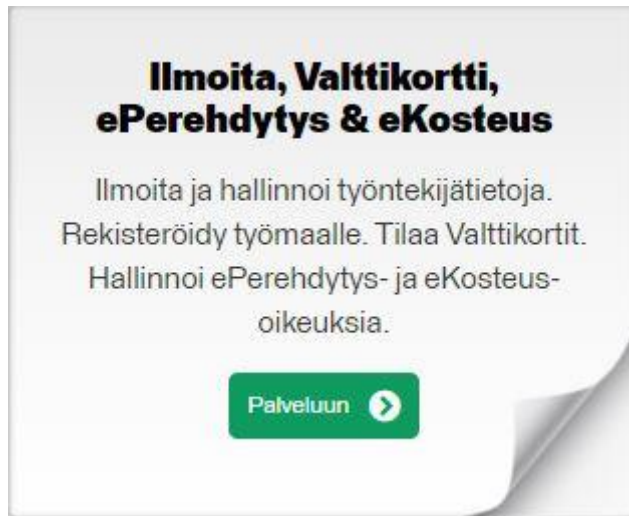 Ilmoita, Valttikortti,
ePerehdytys & eKosteus
Ilmoita ja hallinnoi työntekijätietoja.
Rekisteröidy työmaalle. Tilaa Valttikortit.
Hallinnoi ePerehdytys- ja eKosteus-
oikeuksia.
Palveluun